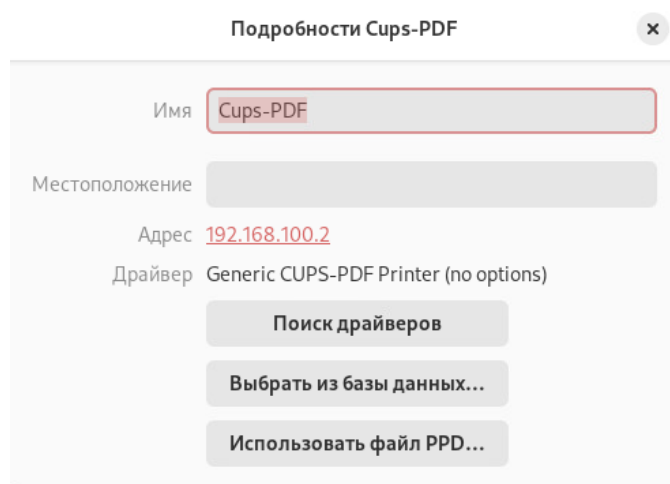 Подробности Cups-PDF
Имя Cups-PDF
Местоположение
Адрес 192.168.100.2
Драйвер Generic CUPS-PDF Printer (no options)
Поиск драйверов
Выбрать из базы данных...
Использовать файл PPD...